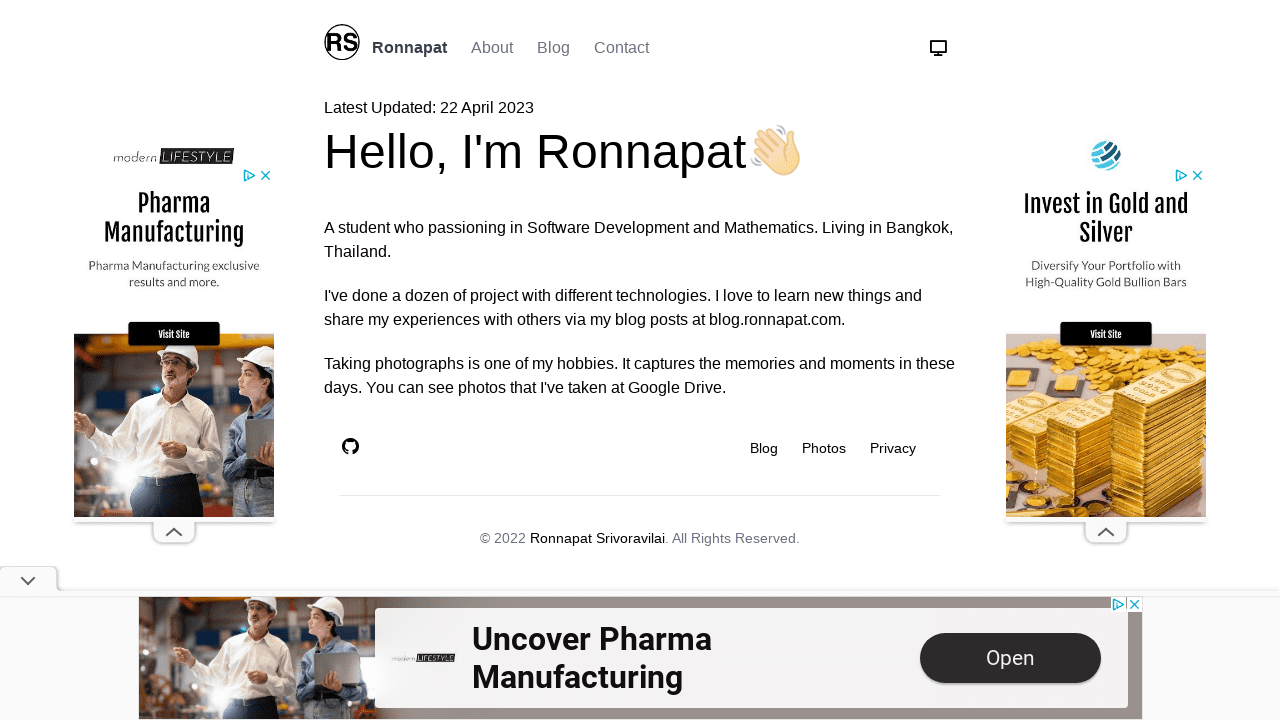 RS Ronnapat About Blog Contact
Latest Updated: 22 April 2023
Hello, I'm Ronnapat👋🏻
A student who passioning in Software Development and Mathematics. Living in Bangkok,
Thailand.
I've done a dozen of project with different technologies. I love to learn new things and
share my experiences with others via my blog posts at blog.ronnapat.com.
Taking photographs is one of my hobbies. It captures the memories and moments in these
days. You can see photos that I've taken at Google Drive.
Blog Photos Privacy
© 2022 Ronnapat Srivoravilai. All Rights Reserved.
modern LIFESTYLE
Pharma
Manufacturing
Pharma Manufacturing exclusive
results and more.
Visit Site
Invest in Gold and
Silver
Diversify Your Portfolio with
High-Quality Gold Bullion Bars
Visit Site
modern LIFESTYLE
Uncover Pharma
Manufacturing
Open